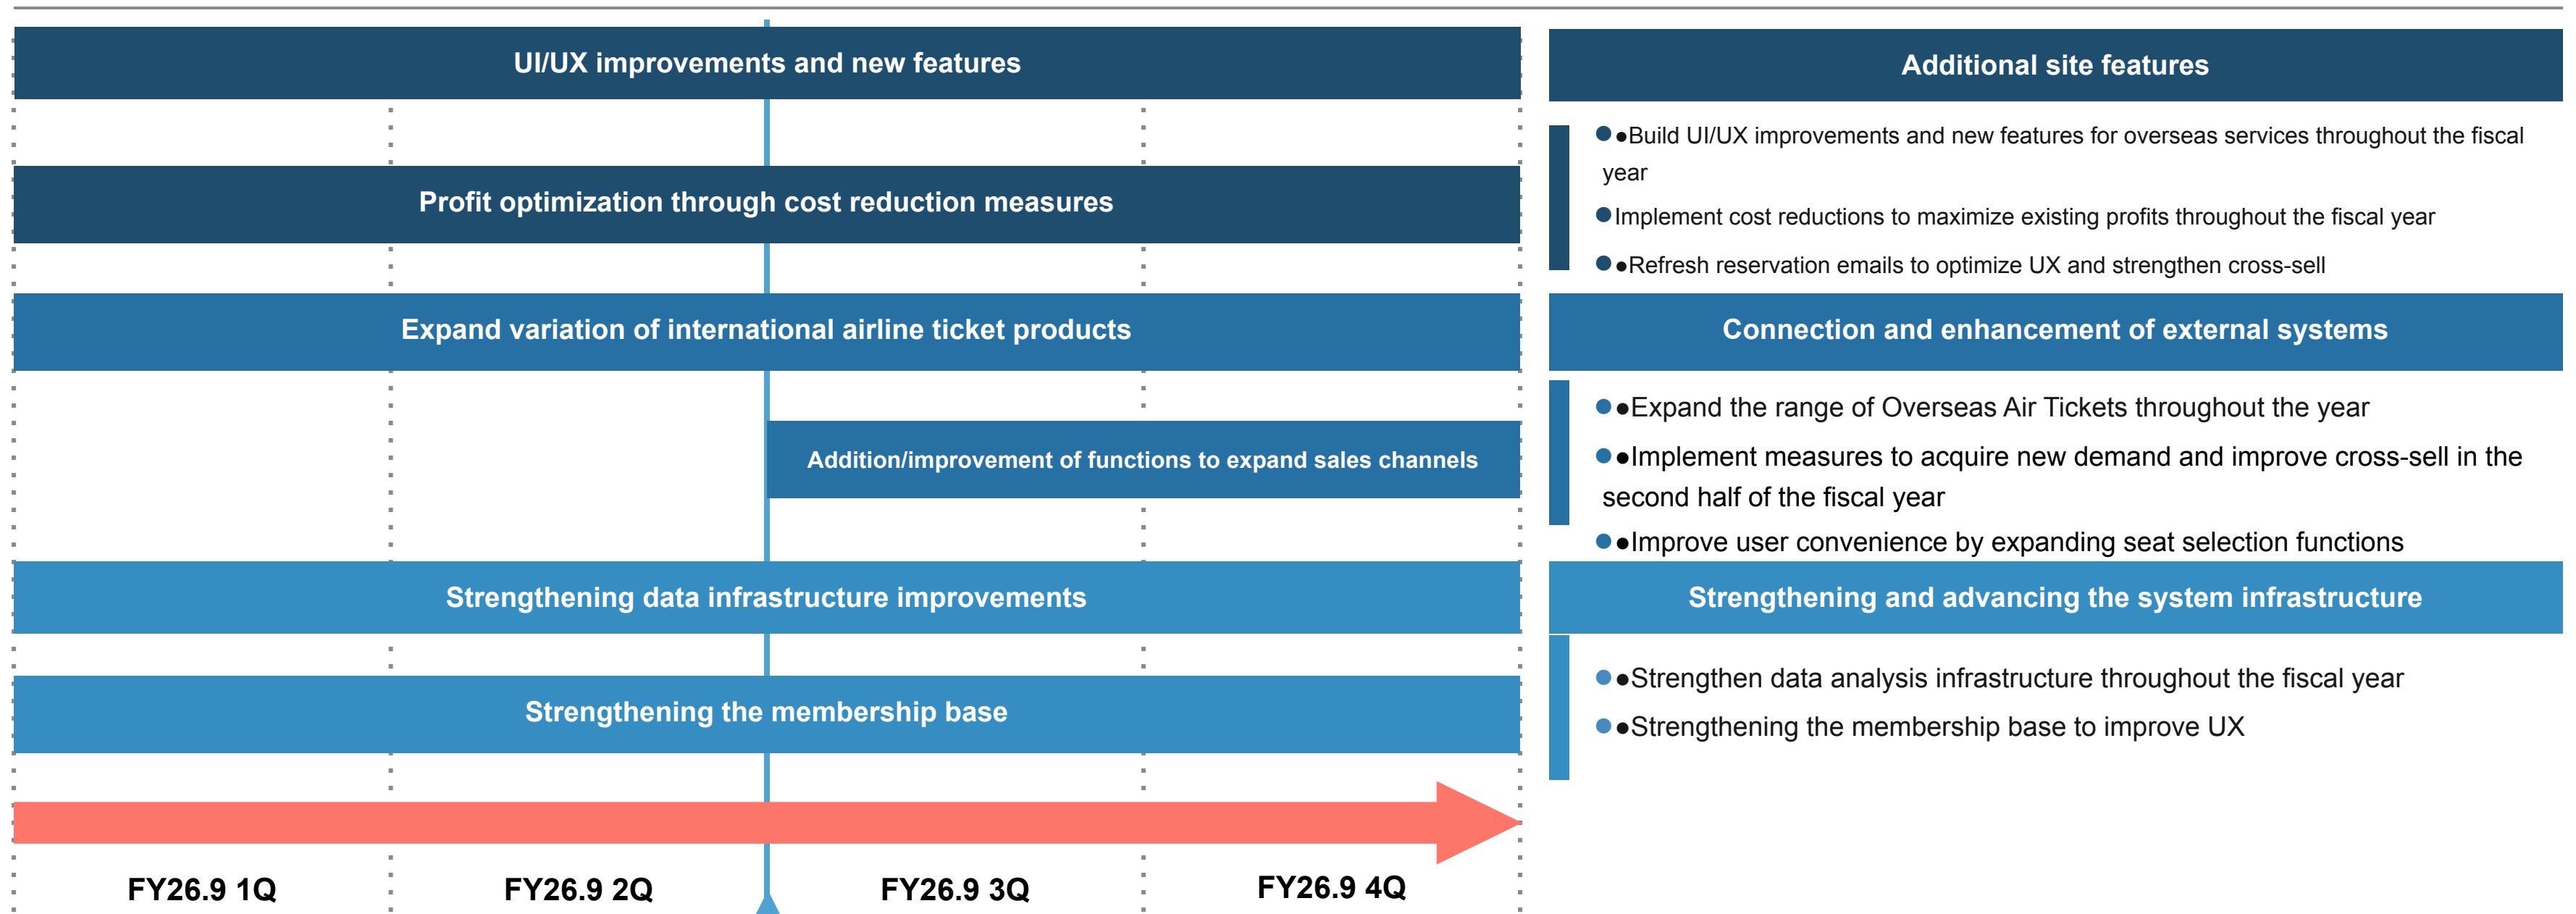 UI/UX improvements and new features
Profit optimization through cost reduction measures
Expand variation of international airline ticket products
Addition/improvement of functions to expand sales channels
Strengthening data infrastructure improvements
Strengthening the membership base
FY26.9 1Q
FY26.9 2Q
FY26.9 3Q
FY26.9 4Q
Additional site features
●●Build UI/UX improvements and new features for overseas services throughout the fiscal
year
●Implement cost reductions to maximize existing profits throughout the fiscal year
●●Refresh reservation emails to optimize UX and strengthen cross-sell
Connection and enhancement of external systems
●●Expand the range of Overseas Air Tickets throughout the year
●●Implement measures to acquire new demand and improve cross-sell in the
second half of the fiscal year
●●Improve user convenience by expanding seat selection functions
Strengthening and advancing the system infrastructure
●●Strengthen data analysis infrastructure throughout the fiscal year
●●Strengthening the membership base to improve UX